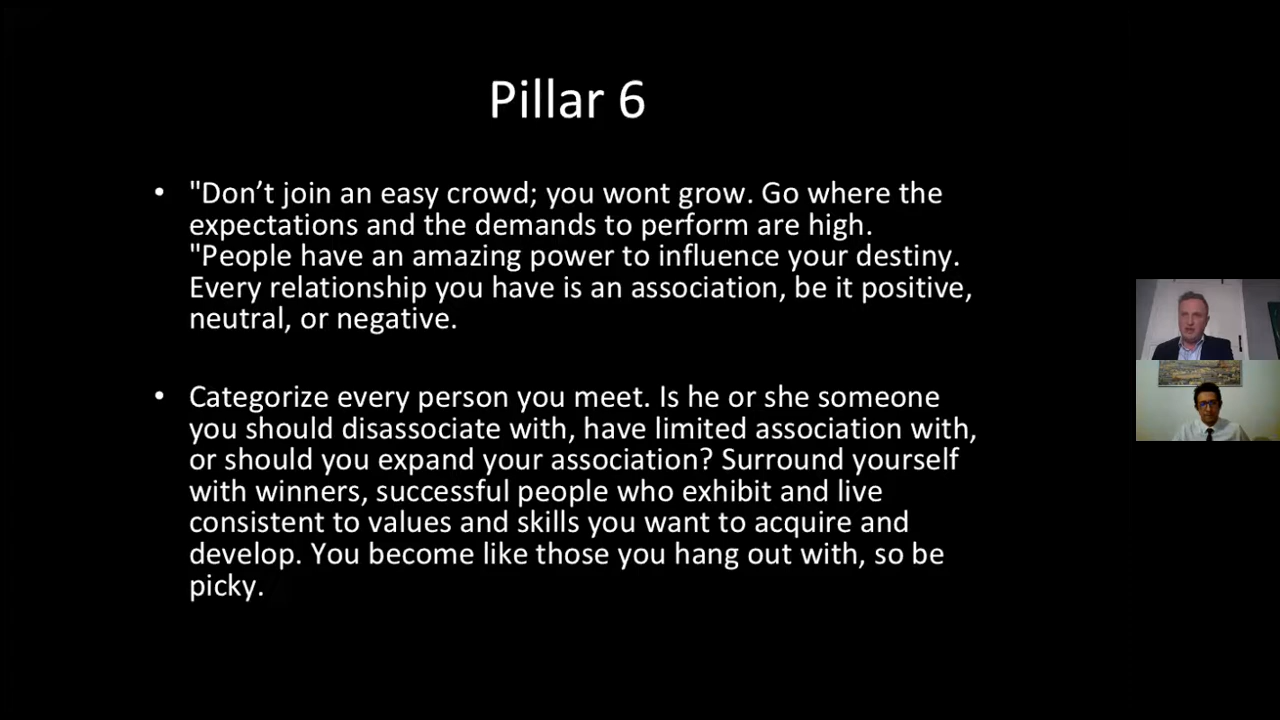 Pillar 6
• "Don’t join an easy crowd; you wont grow. Go where the
expectations and the demands to perform are high.
"People have an amazing power to influence your destiny.
Every relationship you have is an association, be it positive,
neutral, or negative.
• Categorize every person you meet. Is he or she someone
you should disassociate with, have limited association with,
or should you expand your association? Surround yourself
with winners, successful people who exhibit and live
consistent to values and skills you want to acquire and
develop. You become like those you hang out with, so be
picky.